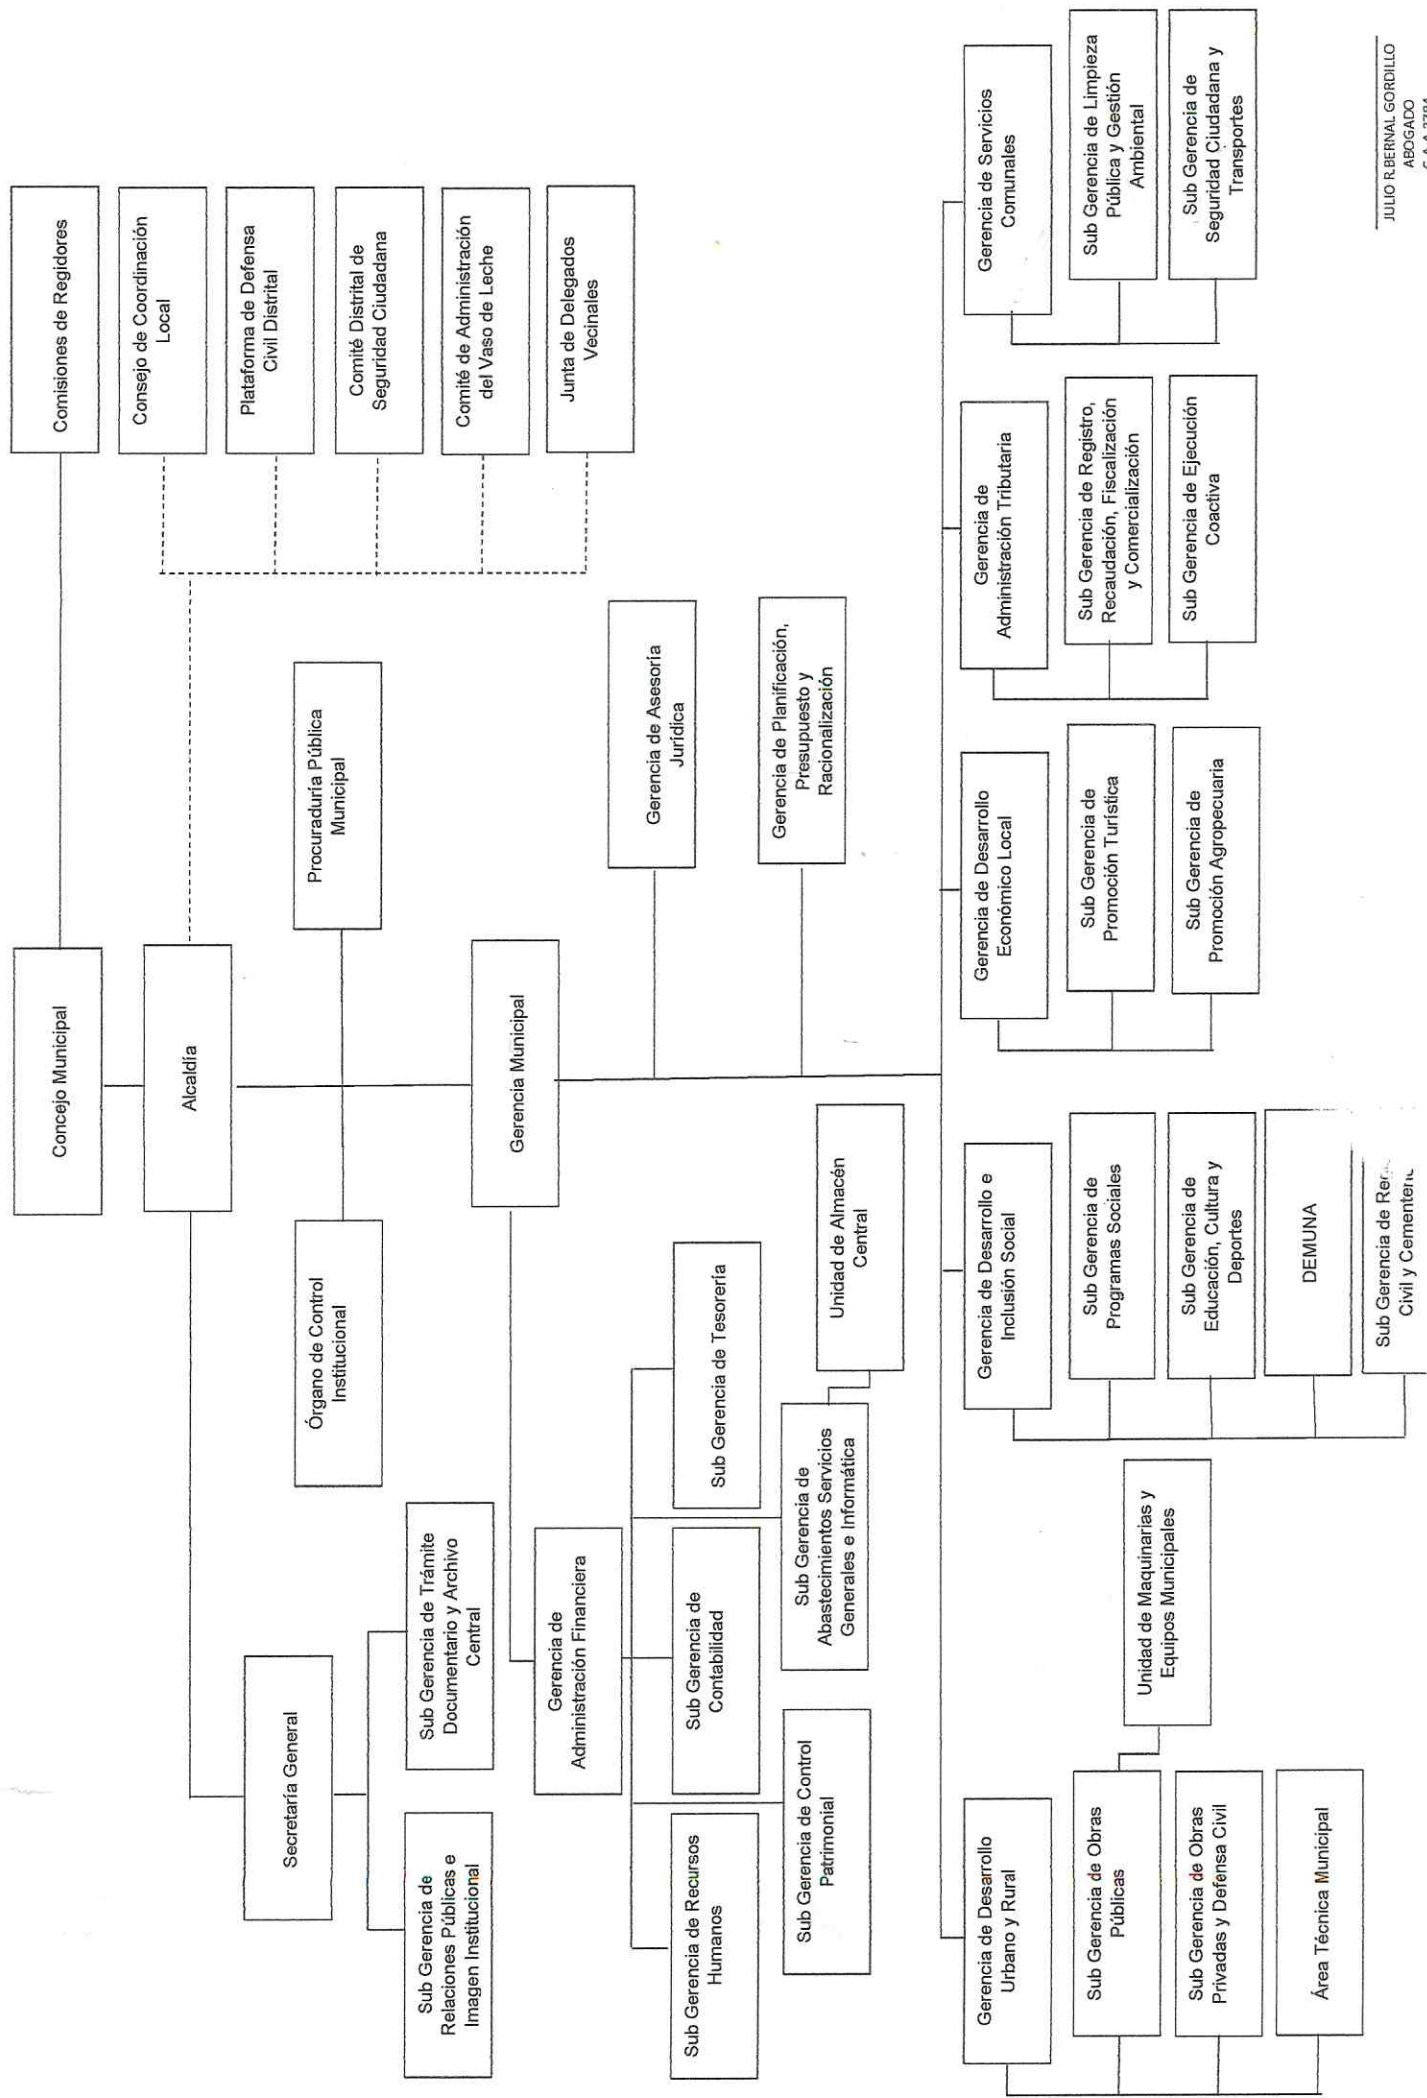 Concejo Municipal
Comisiones de Regidores
Alcaldía
Consejo de Coordinación
Local
Plataforma de Defensa
Civil Distrital
Comité Distrital de
Seguridad Ciudadana
Comité de Administración
del Vaso de Leche
Junta de Delegados
Vecinales
Secretaría General
Órgano de Control
Institucional
Procuraduría Pública
Municipal
Sub Gerencia de
Relaciones Públicas e
Imagen Institucional
Sub Gerencia de Trámite
Documentario y Archivo
Central
Gerencia Municipal
Gerencia de
Administración Financiera
Gerencia de Asesoría
Jurídica
Sub Gerencia de Recursos
Humanos
Sub Gerencia de
Contabilidad
Sub Gerencia de Tesorería
Gerencia de Planificación,
Presupuesto y
Racionalización
Sub Gerencia de Control
Patrimonial
Sub Gerencia de
Abastecimientos Servicios
Generales e Informática
Unidad de Almacén
Central
Gerencia de Desarrollo
Urbano y Rural
Sub Gerencia de Obras
Públicas
Unidad de Maquinarias y
Equipos Municipales
Sub Gerencia de Obras
Privadas y Defensa Civil
Área Técnica Municipal
Gerencia de Desarrollo e
Inclusión Social
Sub Gerencia de
Programas Sociales
Sub Gerencia de
Educación, Cultura y
Deportes
DEMUNA
Sub Gerencia de
Civil y
Gerencia de Desarrollo
Económico Local
Sub Gerencia de
Promoción Turística
Sub Gerencia de
Promoción Agropecuaria
Gerencia de
Administración Tributaria
Sub Gerencia de Registro,
Recaudación, Fiscalización
y Comercialización
Sub Gerencia de Ejecución
Coactiva
Gerencia de Servicios
Comunales
Sub Gerencia de Limpieza
Pública y Gestión
Ambiental
Sub Gerencia de
Seguridad Ciudadana y
Transportes
JULIO R.BERNAL GORDILLO
ABOGADO